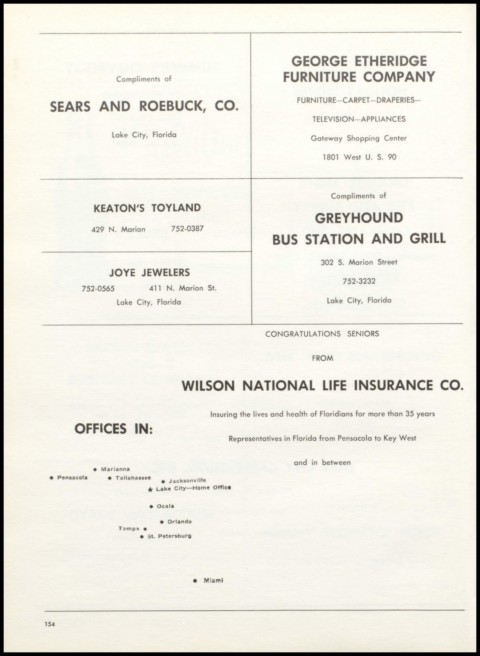 Compliments of
SEARS AND ROEBUCK, CO.
Lake City, Florida
GEORGE ETHERIDGE
FURNITURE COMPANY
FURNITURE—CARPET—DRAPERIES—
TELEVISION—APPLIANCES
Gateway Shopping Center
1801 West U. S. 90
KEATON'S TOYLAND
429 N. Marion 752-0387
JOYE JEWELERS
752-0565 411 N. Marion St.
Lake City, Florida
Compliments of
GREYHOUND
BUS STATION AND GRILL
302 S. Marion Street
752-3232
Lake City, Florida
CONGRATULATIONS SENIORS
FROM
WILSON NATIONAL LIFE INSURANCE CO.
Insuring the lives and health of Floridians for more than 35 years
Representatives in Florida from Pensacola to Key West
and in between
OFFICES IN:
Marianna
Pensacola
Tallahassee
Jacksonville
Lake City—Home Office
Ocala
Orlando
Tampa
St. Petersburg
Miami
154